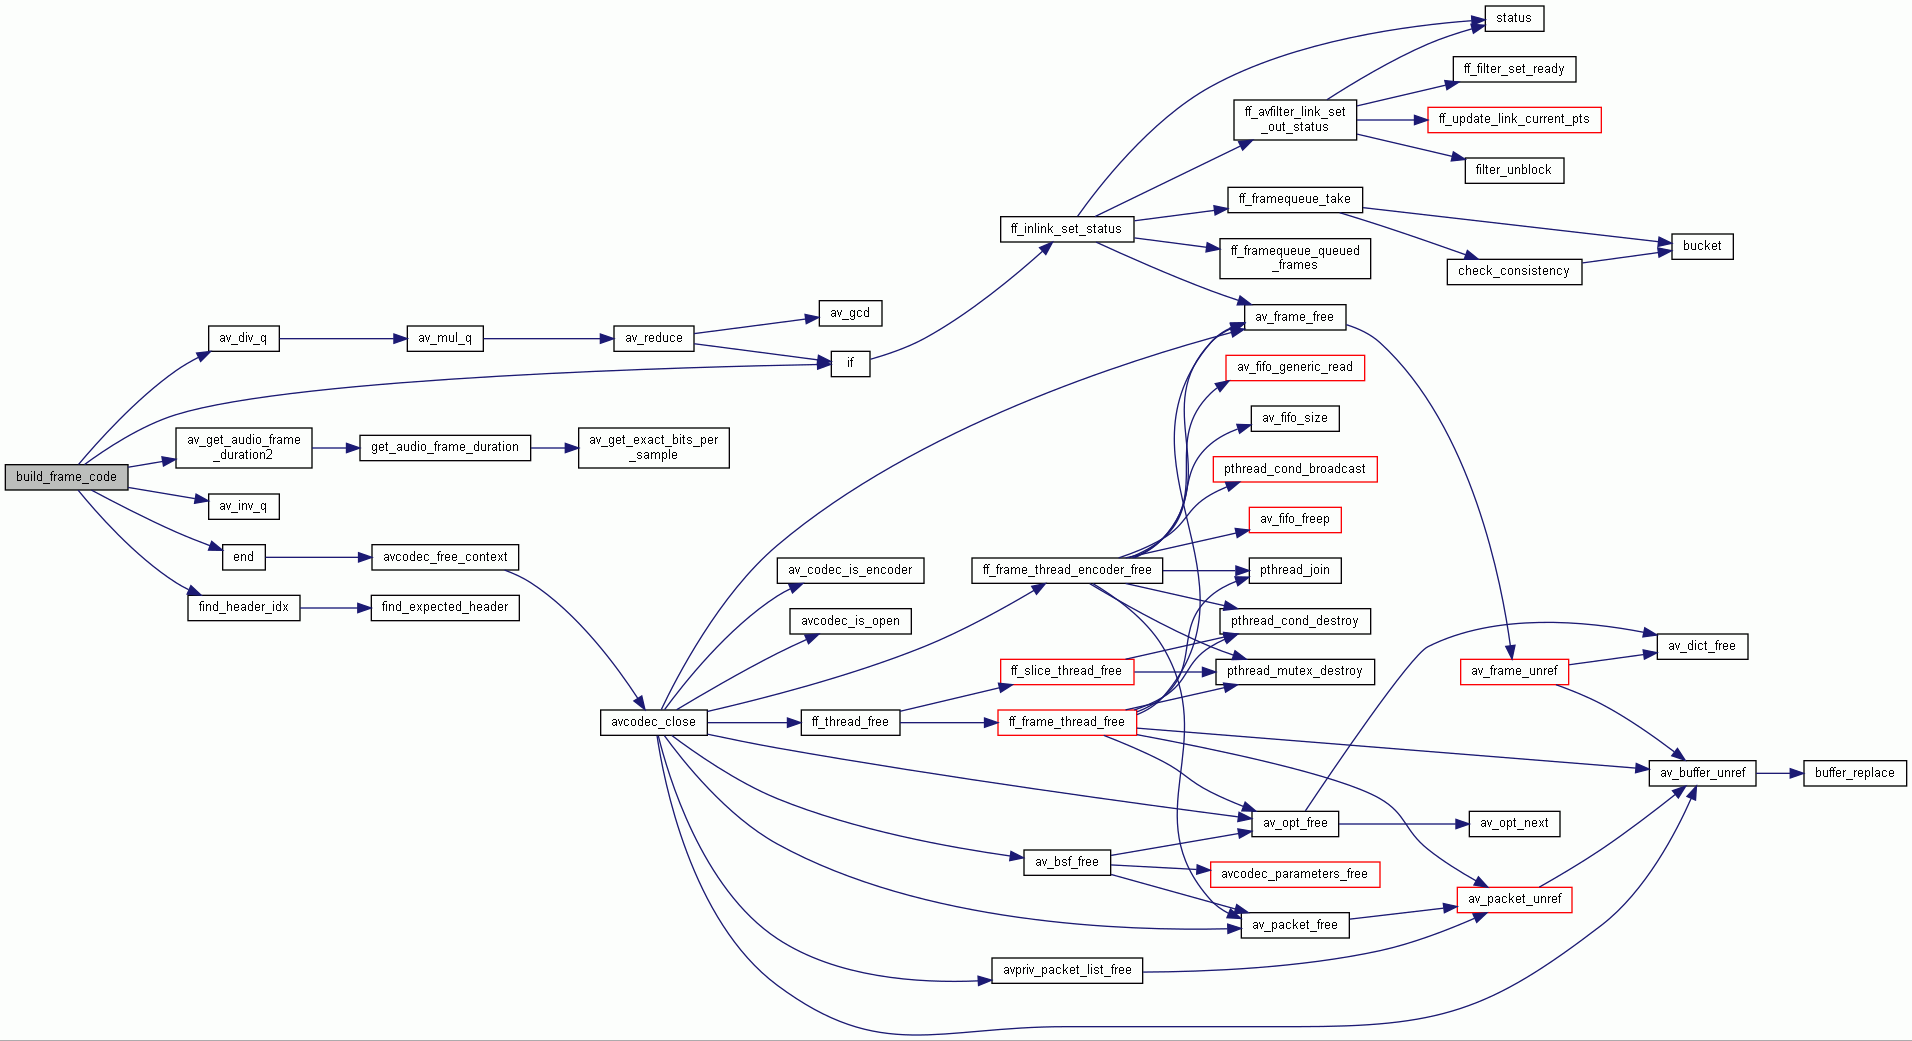 status
ff_filter_set_ready
ff_avfilter_link_set
_out_status
ff_update_link_current_pts
filter_unblock
ff_framequeue_take
ff_inlink_set_status
bucket
ff_framequeue_queued
_frames
check_consistency
av_gcd
av_frame_free
av_div_q
av_mul_q
av_reduce
if
av_fifo_generic_read
av_fifo_size
av_get_audio_frame
_duration2
get_audio_frame_duration
av_get_exact_bits_per
_sample
build_frame_code
pthread_cond_broadcast
av_inv_q
av_fifo_freep
end
avcodec_free_context
av_codec_is_encoder
ff_frame_thread_encoder_free
pthread_join
find_header_idx
find_expected_header
avcodec_is_open
pthread_cond_destroy
av_dict_free
ff_slice_thread_free
pthread_mutex_destroy
av_frame_unref
avcodec_close
ff_thread_free
ff_frame_thread_free
av_buffer_unref
buffer_replace
av_opt_free
av_opt_next
av_bsf_free
avcodec_parameters_free
av_packet_unref
av_packet_free
avpriv_packet_list_free